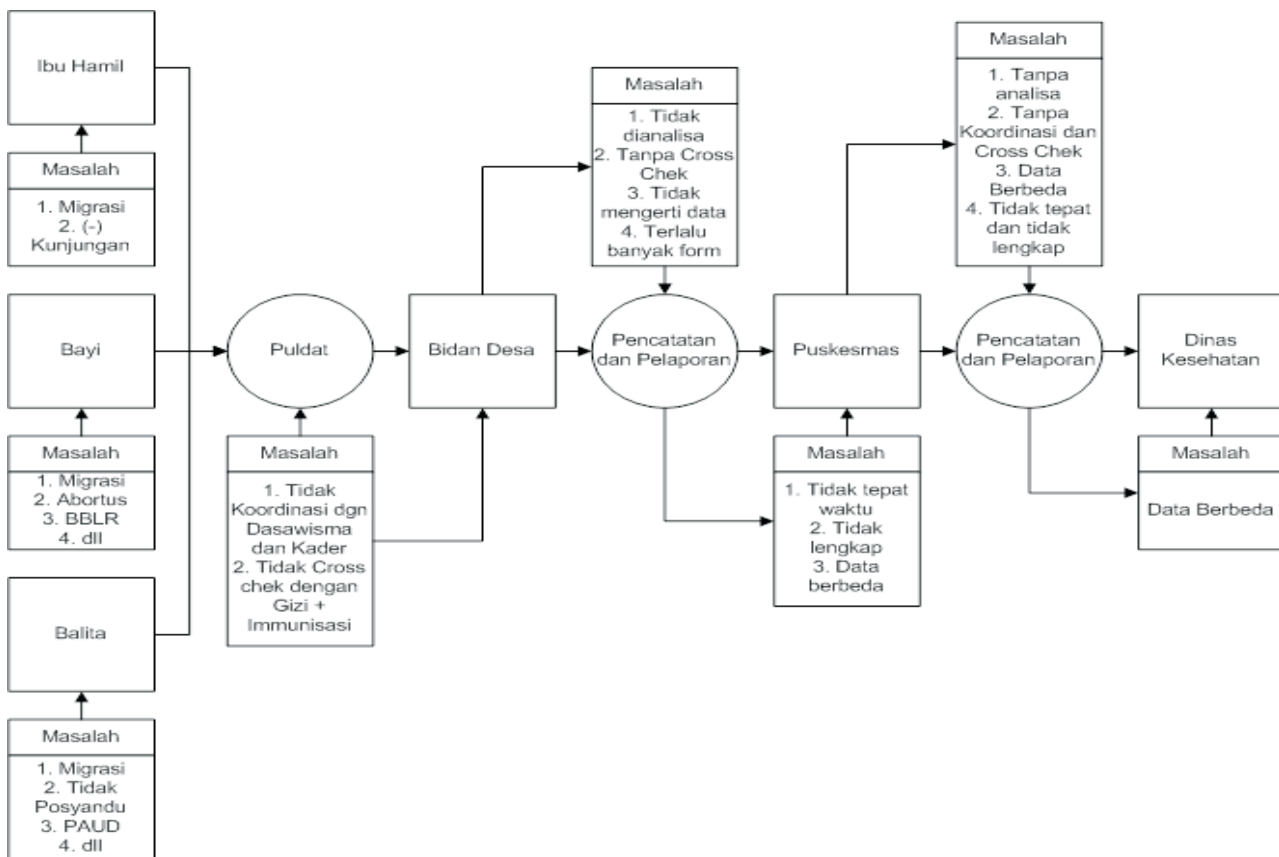 Ibu Hamil
Masalah
1. Migrasi
2. (-)
Kunjungan
Bayi
Masalah
1. Migrasi
2. Abortus
3. BBLR
4. dll
Balita
Masalah
1. Migrasi
2. Tidak
Posyandu
3. PAUD
4. dll
Puldat
Masalah
1. Tidak
Koordinasi dgn
Dasawisma
dan Kader
2. Tidak Cross
chek dengan
Gizi +
Immunisasi
Bidan Desa
Masalah
1. Tidak
dianalisa
2. Tanpa Cross
Chek
3. Tidak
mengerti data
4. Terlalu
banyak form
Pencatatan
dan Pelaporan
Puskesmas
Masalah
1. Tidak tepat
waktu
2. Tidak
lengkap
3. Data
berbeda
Masalah
1. Tanpa
analisa
2. Tanpa
Koordinasi dan
Cross Chek
3. Data
Berbeda
4. Tidak tepat
dan tidak
lengkap
Pencatatan
dan Pelaporan
Dinas
Kesehatan
Masalah
Data Berbeda